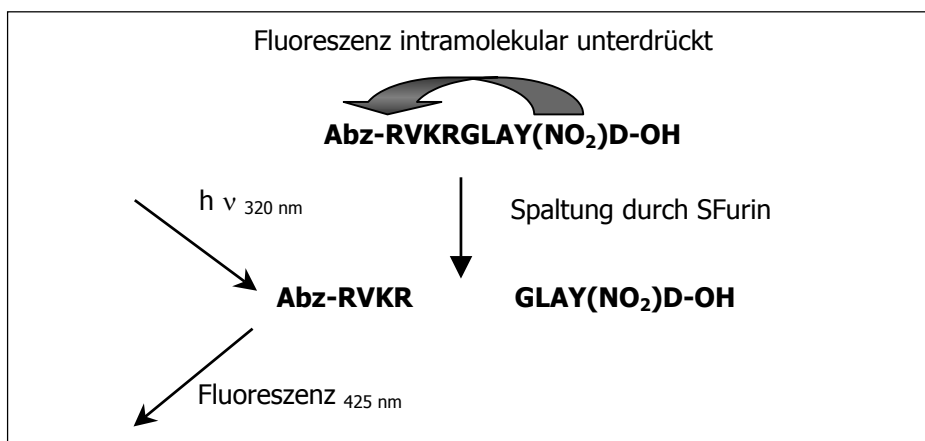 Fluoreszenz intramolekular unterdrückt
Abz-RVKRGLAY(NO₂)D-OH
h ν 320 nm
Spaltung durch SFurin
Abz-RVKR GLAY(NO₂)D-OH
Fluoreszenz 425 nm